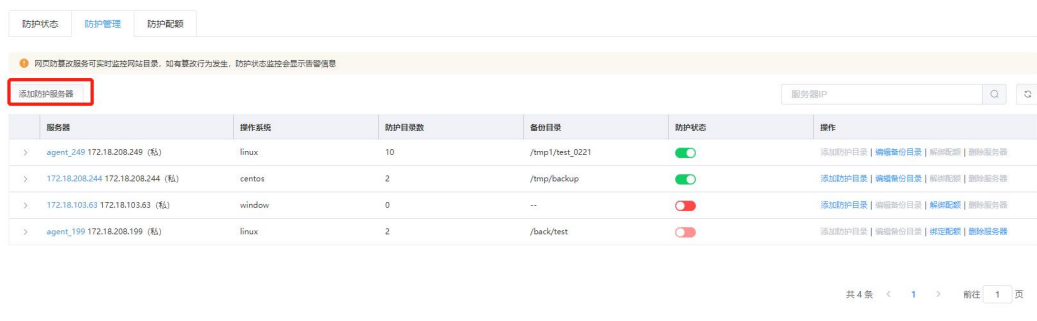 防护状态 防护管理 防护配额
网页防篡改服务可实时监控网站目录，如有篡改行为发生，防护状态监控会显示告警信息
添加防护服务器 服务器IP
服务器 操作系统 防护目录数 备份目录 防护状态 操作
agent_249 172.18.208.249（私） linux 10 /tmp1/test_0221 添加防护目录 | 编辑备份目录 | 解绑配额 | 删除服务器
172.18.208.244 172.18.208.244（私） centos 2 /tmp/backup 添加防护目录 | 编辑备份目录 | 解绑配额 | 删除服务器
172.18.103.63 172.18.103.63（私） window 0 -- 添加防护目录 | 编辑备份目录 | 解绑配额 | 删除服务器
agent_199 172.18.208.199（私） linux 2 /back/test 添加防护目录 | 编辑备份目录 | 绑定配额 | 删除服务器
共 4 条 < 1 > 前往 1 页